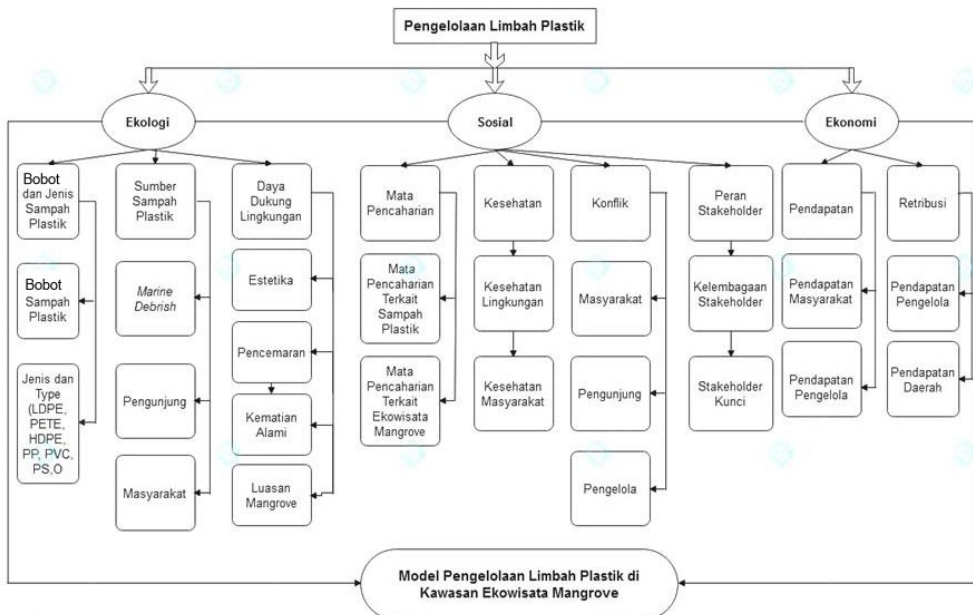 Pengelolaan Limbah Plastik
Ekologi
Sosial
Ekonomi
Bobot
dan Jenis
Sampah
Plastik
Sumber
Sampah
Plastik
Daya
Dukung
Lingkungan
Mata
Pencaharian
Kesehatan
Konflik
Peran
Stakeholder
Pendapatan
Retribusi
Bobot
Sampah
Plastik
Marine
Debrish
Estetika
Mata
Pencaharian
Terkait
Sampah
Plastik
Kesehatan
Lingkungan
Masyarakat
Kelembagaan
Stakeholder
Pendapatan
Masyarakat
Pendapatan
Pengelola
Jenis dan
Type
(LDPE,
PETE,
HDPE,
PP, PVC,
PS,O
Pengunjung
Pencemaran
Kematian
Alami
Mata
Pencaharian
Terkait
Ekowisata
Mangrove
Kesehatan
Masyarakat
Pengunjung
Stakeholder
Kunci
Pendapatan
Pengelola
Pendapatan
Daerah
Masyarakat
Luasan
Mangrove
Pengelola
Model Pengelolaan Limbah Plastik di
Kawasan Ekowisata Mangrove